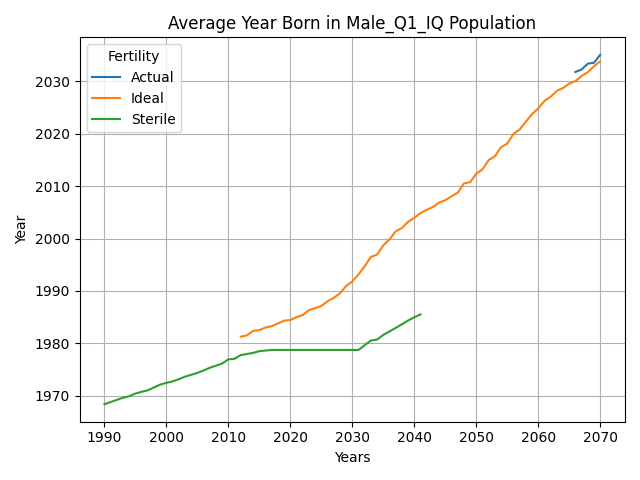 Average Year Born in Male_Q1_IQ Population
Fertility
Actual
Ideal
Sterile
Year
2030
2020
2010
2000
1990
1980
1970
1990 2000 2010 2020 2030 2040 2050 2060 2070
Years